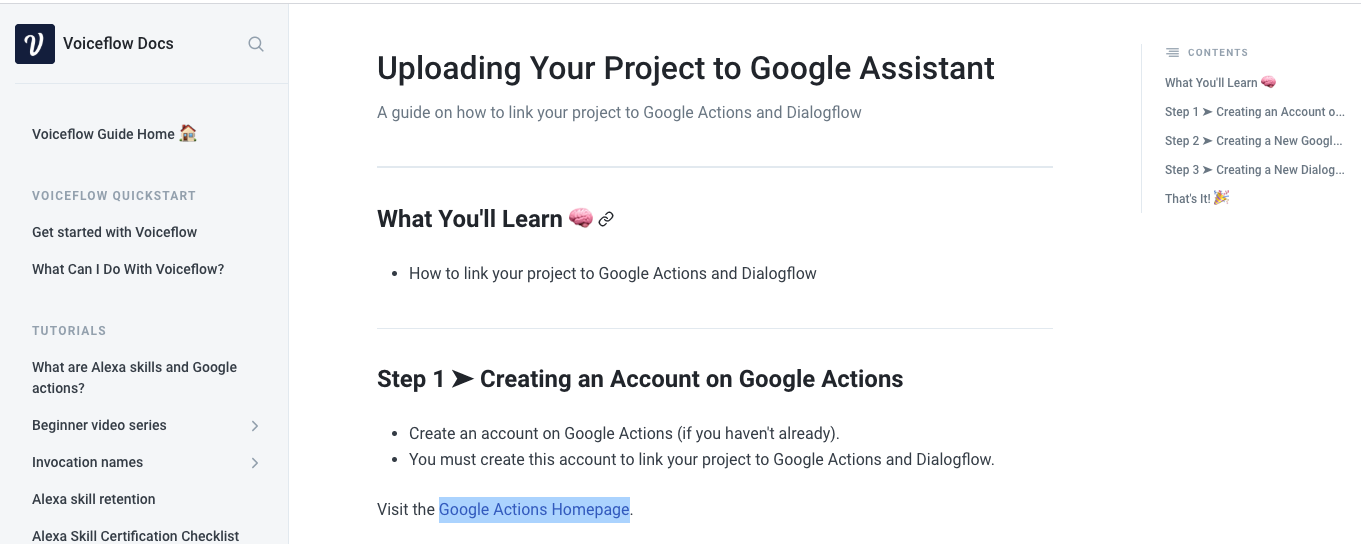 Voiceflow Docs
Voiceflow Guide Home 🏠
VOICEFLOW QUICKSTART
Get started with Voiceflow
What Can I Do With Voiceflow?
TUTORIALS
What are Alexa skills and Google
actions?
Beginner video series
Invocation names
Alexa skill retention
Alexa Skill Certification Checklist
Uploading Your Project to Google Assistant
A guide on how to link your project to Google Actions and Dialogflow
What You'll Learn 🧠
• How to link your project to Google Actions and Dialogflow
Step 1 ➤ Creating an Account on Google Actions
• Create an account on Google Actions (if you haven't already).
• You must create this account to link your project to Google Actions and Dialogflow.
Visit the Google Actions Homepage.
CONTENTS
What You'll Learn 🧠
Step 1 ➤ Creating an Account o...
Step 2 ➤ Creating a New Googl...
Step 3 ➤ Creating a New Dialog...
That's It! 🎉